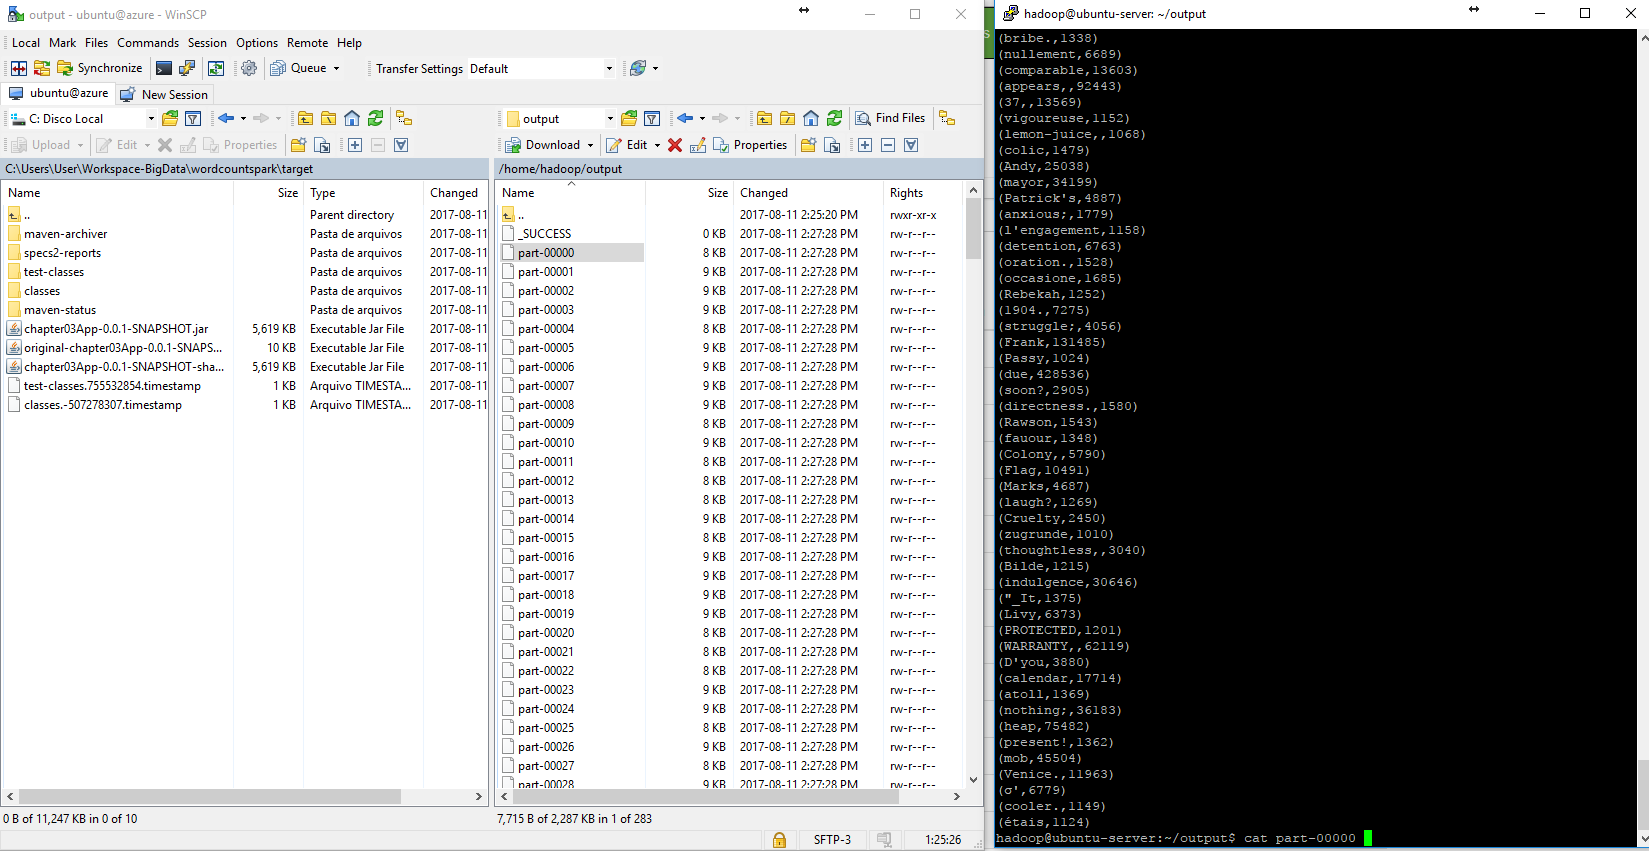 output - ubuntu@azure - WinSCP
Local Mark Files Commands Session Options Remote Help
Synchronize Queue Transfer Settings Default
ubuntu@azure New Session
C: Disco Local
Upload Edit Properties
C:\Users\User\Workspace-BigData\wordcountspark\target
Name Size Type Changed
.. Parent directory 2017-08-11
maven-archiver Pasta de arquivos 2017-08-11
specs2-reports Pasta de arquivos 2017-08-11
test-classes Pasta de arquivos 2017-08-11
classes Pasta de arquivos 2017-08-11
maven-status Pasta de arquivos 2017-08-11
chapter03App-0.0.1-SNAPSHOT.jar 5,619 KB Executable Jar File 2017-08-11
original-chapter03App-0.0.1-SNAPS... 10 KB Executable Jar File 2017-08-11
chapter03App-0.0.1-SNAPSHOT-sha... 5,619 KB Executable Jar File 2017-08-11
test-classes.755532854.timestamp 1 KB Arquivo TIMESTA... 2017-08-11
classes.-507278307.timestamp 1 KB Arquivo TIMESTA... 2017-08-11
0 B of 11,247 KB in 0 of 10
output Find Files
Download Edit Properties
/home/hadoop/output
Name Size Changed Rights
.. 2017-08-11 2:25:20 PM rwxr-xr-x
_SUCCESS 0 KB 2017-08-11 2:27:28 PM rw-r--r--
part-00000 8 KB 2017-08-11 2:27:28 PM rw-r--r--
part-00001 9 KB 2017-08-11 2:27:28 PM rw-r--r--
part-00002 9 KB 2017-08-11 2:27:28 PM rw-r--r--
part-00003 9 KB 2017-08-11 2:27:28 PM rw-r--r--
part-00004 8 KB 2017-08-11 2:27:28 PM rw-r--r--
part-00005 9 KB 2017-08-11 2:27:28 PM rw-r--r--
part-00006 9 KB 2017-08-11 2:27:28 PM rw-r--r--
part-00007 9 KB 2017-08-11 2:27:28 PM rw-r--r--
part-00008 9 KB 2017-08-11 2:27:28 PM rw-r--r--
part-00009 8 KB 2017-08-11 2:27:28 PM rw-r--r--
part-00010 9 KB 2017-08-11 2:27:28 PM rw-r--r--
part-00011 8 KB 2017-08-11 2:27:28 PM rw-r--r--
part-00012 8 KB 2017-08-11 2:27:28 PM rw-r--r--
part-00013 8 KB 2017-08-11 2:27:28 PM rw-r--r--
part-00014 9 KB 2017-08-11 2:27:28 PM rw-r--r--
part-00015 8 KB 2017-08-11 2:27:28 PM rw-r--r--
part-00016 9 KB 2017-08-11 2:27:28 PM rw-r--r--
part-00017 9 KB 2017-08-11 2:27:28 PM rw-r--r--
part-00018 9 KB 2017-08-11 2:27:28 PM rw-r--r--
part-00019 9 KB 2017-08-11 2:27:28 PM rw-r--r--
part-00020 8 KB 2017-08-11 2:27:28 PM rw-r--r--
part-00021 8 KB 2017-08-11 2:27:28 PM rw-r--r--
part-00022 8 KB 2017-08-11 2:27:28 PM rw-r--r--
part-00023 9 KB 2017-08-11 2:27:28 PM rw-r--r--
part-00024 9 KB 2017-08-11 2:27:28 PM rw-r--r--
part-00025 8 KB 2017-08-11 2:27:28 PM rw-r--r--
part-00026 9 KB 2017-08-11 2:27:28 PM rw-r--r--
part-00027 8 KB 2017-08-11 2:27:28 PM rw-r--r--
part-00028 9 KB 2017-08-11 2:27:28 PM rw-r--r--
7,715 B of 2,287 KB in 1 of 283
SFTP-3 1:25:26
s
hadoop@ubuntu-server: ~/output
(bribe.,1338)
(nullement,6689)
(comparable,13603)
(appears,,92443)
(37,,13569)
(vigoureuse,1152)
(lemon-juice,,1068)
(colic,1479)
(Andy,25038)
(mayor,34199)
(Patrick's,4887)
(anxious;,1779)
(l'engagement,1158)
(detention,6763)
(oration.,1528)
(occasione,1685)
(Rebekah,1252)
(1904.,7275)
(struggle;,4056)
(Frank,131485)
(Passy,1024)
(due,428536)
(soon?,2905)
(directness.,1580)
(Rawson,1543)
(fauour,1348)
(Colony,,5790)
(Flag,10491)
(Marks,4687)
(laugh?,1269)
(Cruelty,2450)
(zugrunde,1010)
(thoughtless,,3040)
(Bilde,1215)
(indulgence,30646)
("_It,1375)
(Livy,6373)
(PROTECTED,1201)
(WARRANTY,,62119)
(D'you,3880)
(calendar,17714)
(atoll,1369)
(nothing;,36183)
(heap,75482)
(present!,1362)
(mob,45504)
(Venice.,11963)
(σ',6779)
(cooler.,1149)
(étais,1124)
hadoop@ubuntu-server:~/output$ cat part-00000